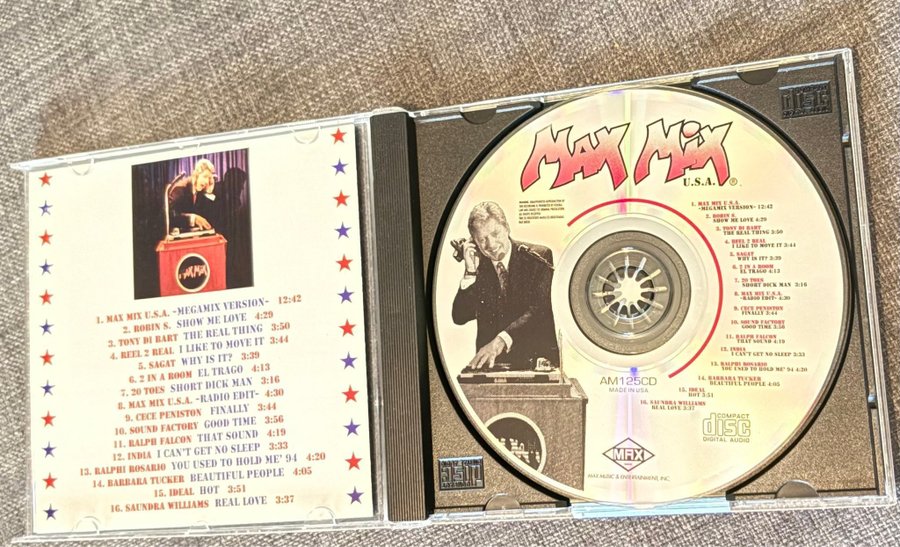 MAX MIX
1. MAX MIX U.S.A. -MEGAMIX VERSION- 12:42
2. ROBIN S. SHOW ME LOVE 4:29
3. TONY DI BART THE REAL THING 3:50
4. REEL 2 REAL I LIKE TO MOVE IT 3:44
5. SAGAT WHY IS IT? 3:39
6. 2 IN A ROOM EL TRAGO 4:13
7. 20 TOES SHORT DICK MAN 3:16
8. MAX MIX U.S.A. -RADIO EDIT- 4:30
9. CECE PENISTON FINALLY 3:44
10. SOUND FACTORY GOOD TIME 3:56
11. RALPH FALCON THAT SOUND 4:19
12. INDIA I CAN'T GET NO SLEEP 3:33
13. RALPHI ROSARIO YOU USED TO HOLD ME' 94 4:20
14. BARBARA TUCKER BEAUTIFUL PEOPLE 4:05
15. IDEAL HOT 3:51
16. SAUNDRA WILLIAMS REAL LOVE 3:37
MAX MIX
U.S.A. ®
1. MAX MIX U.S.A.
-MEGAMIX VERSION- 12:42
2. ROBIN S.
SHOW ME LOVE 4:29
3. TONY DI BART
THE REAL THING 3:50
4. REEL 2 REAL
I LIKE TO MOVE IT 3:44
5. SAGAT
WHY IS IT? 3:39
6. 2 IN A ROOM
EL TRAGO 4:13
7. 20 TOES
SHORT DICK MAN 3:16
8. MAX MIX U.S.A.
-RADIO EDIT- 4:30
9. CECE PENISTON
FINALLY 3:44
10. SOUND FACTORY
GOOD TIME 3:56
11. RALPH FALCON
THAT SOUND 4:19
12. INDIA
I CAN'T GET NO SLEEP 3:33
13. RALPHI ROSARIO
YOU USED TO HOLD ME' 94 4:20
14. BARBARA TUCKER
BEAUTIFUL PEOPLE 4:05
15. IDEAL
HOT 3:51
16. SAUNDRA WILLIAMS
REAL LOVE 3:37
AM125CD
MADE IN USA
COMPACT
disc
DIGITAL AUDIO
MAX
MAX MUSIC & ENTERTAINMENT, INC.
disc
disc